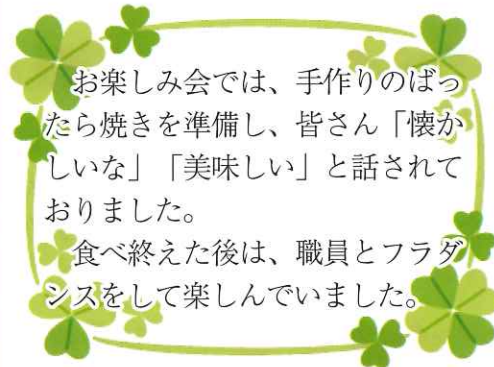 お楽しみ会では、手作りのばっ
たら焼きを準備し、皆さん「懐か
しいな」「美味しい」と話されて
おりました。
食べ終えた後は、職員とフラダ
ンスをして楽しんでいました。